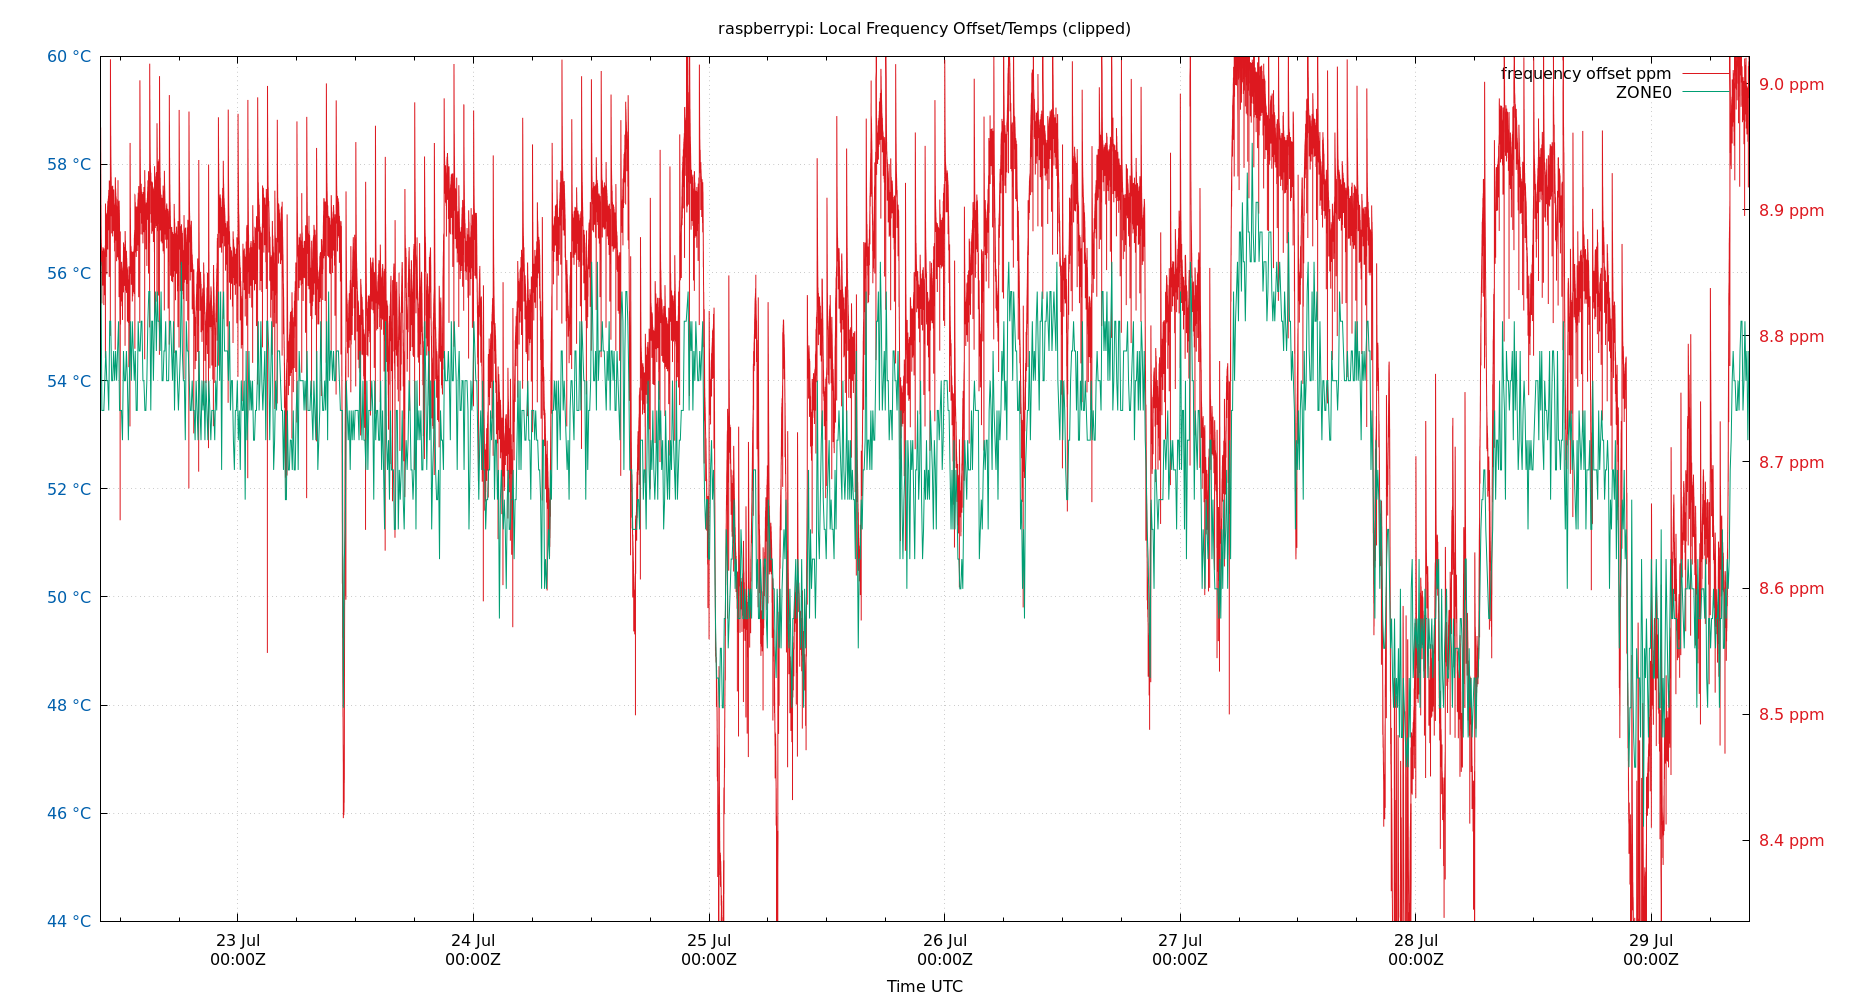 raspberrypi: Local Frequency Offset/Temps (clipped)
60 °C
58 °C
56 °C
54 °C
52 °C
50 °C
48 °C
46 °C
44 °C
frequency offset ppm
ZONE0
9.0 ppm
8.9 ppm
8.8 ppm
8.7 ppm
8.6 ppm
8.5 ppm
8.4 ppm
23 Jul
00:00Z
24 Jul
00:00Z
25 Jul
00:00Z
26 Jul
00:00Z
27 Jul
00:00Z
28 Jul
00:00Z
29 Jul
00:00Z
Time UTC